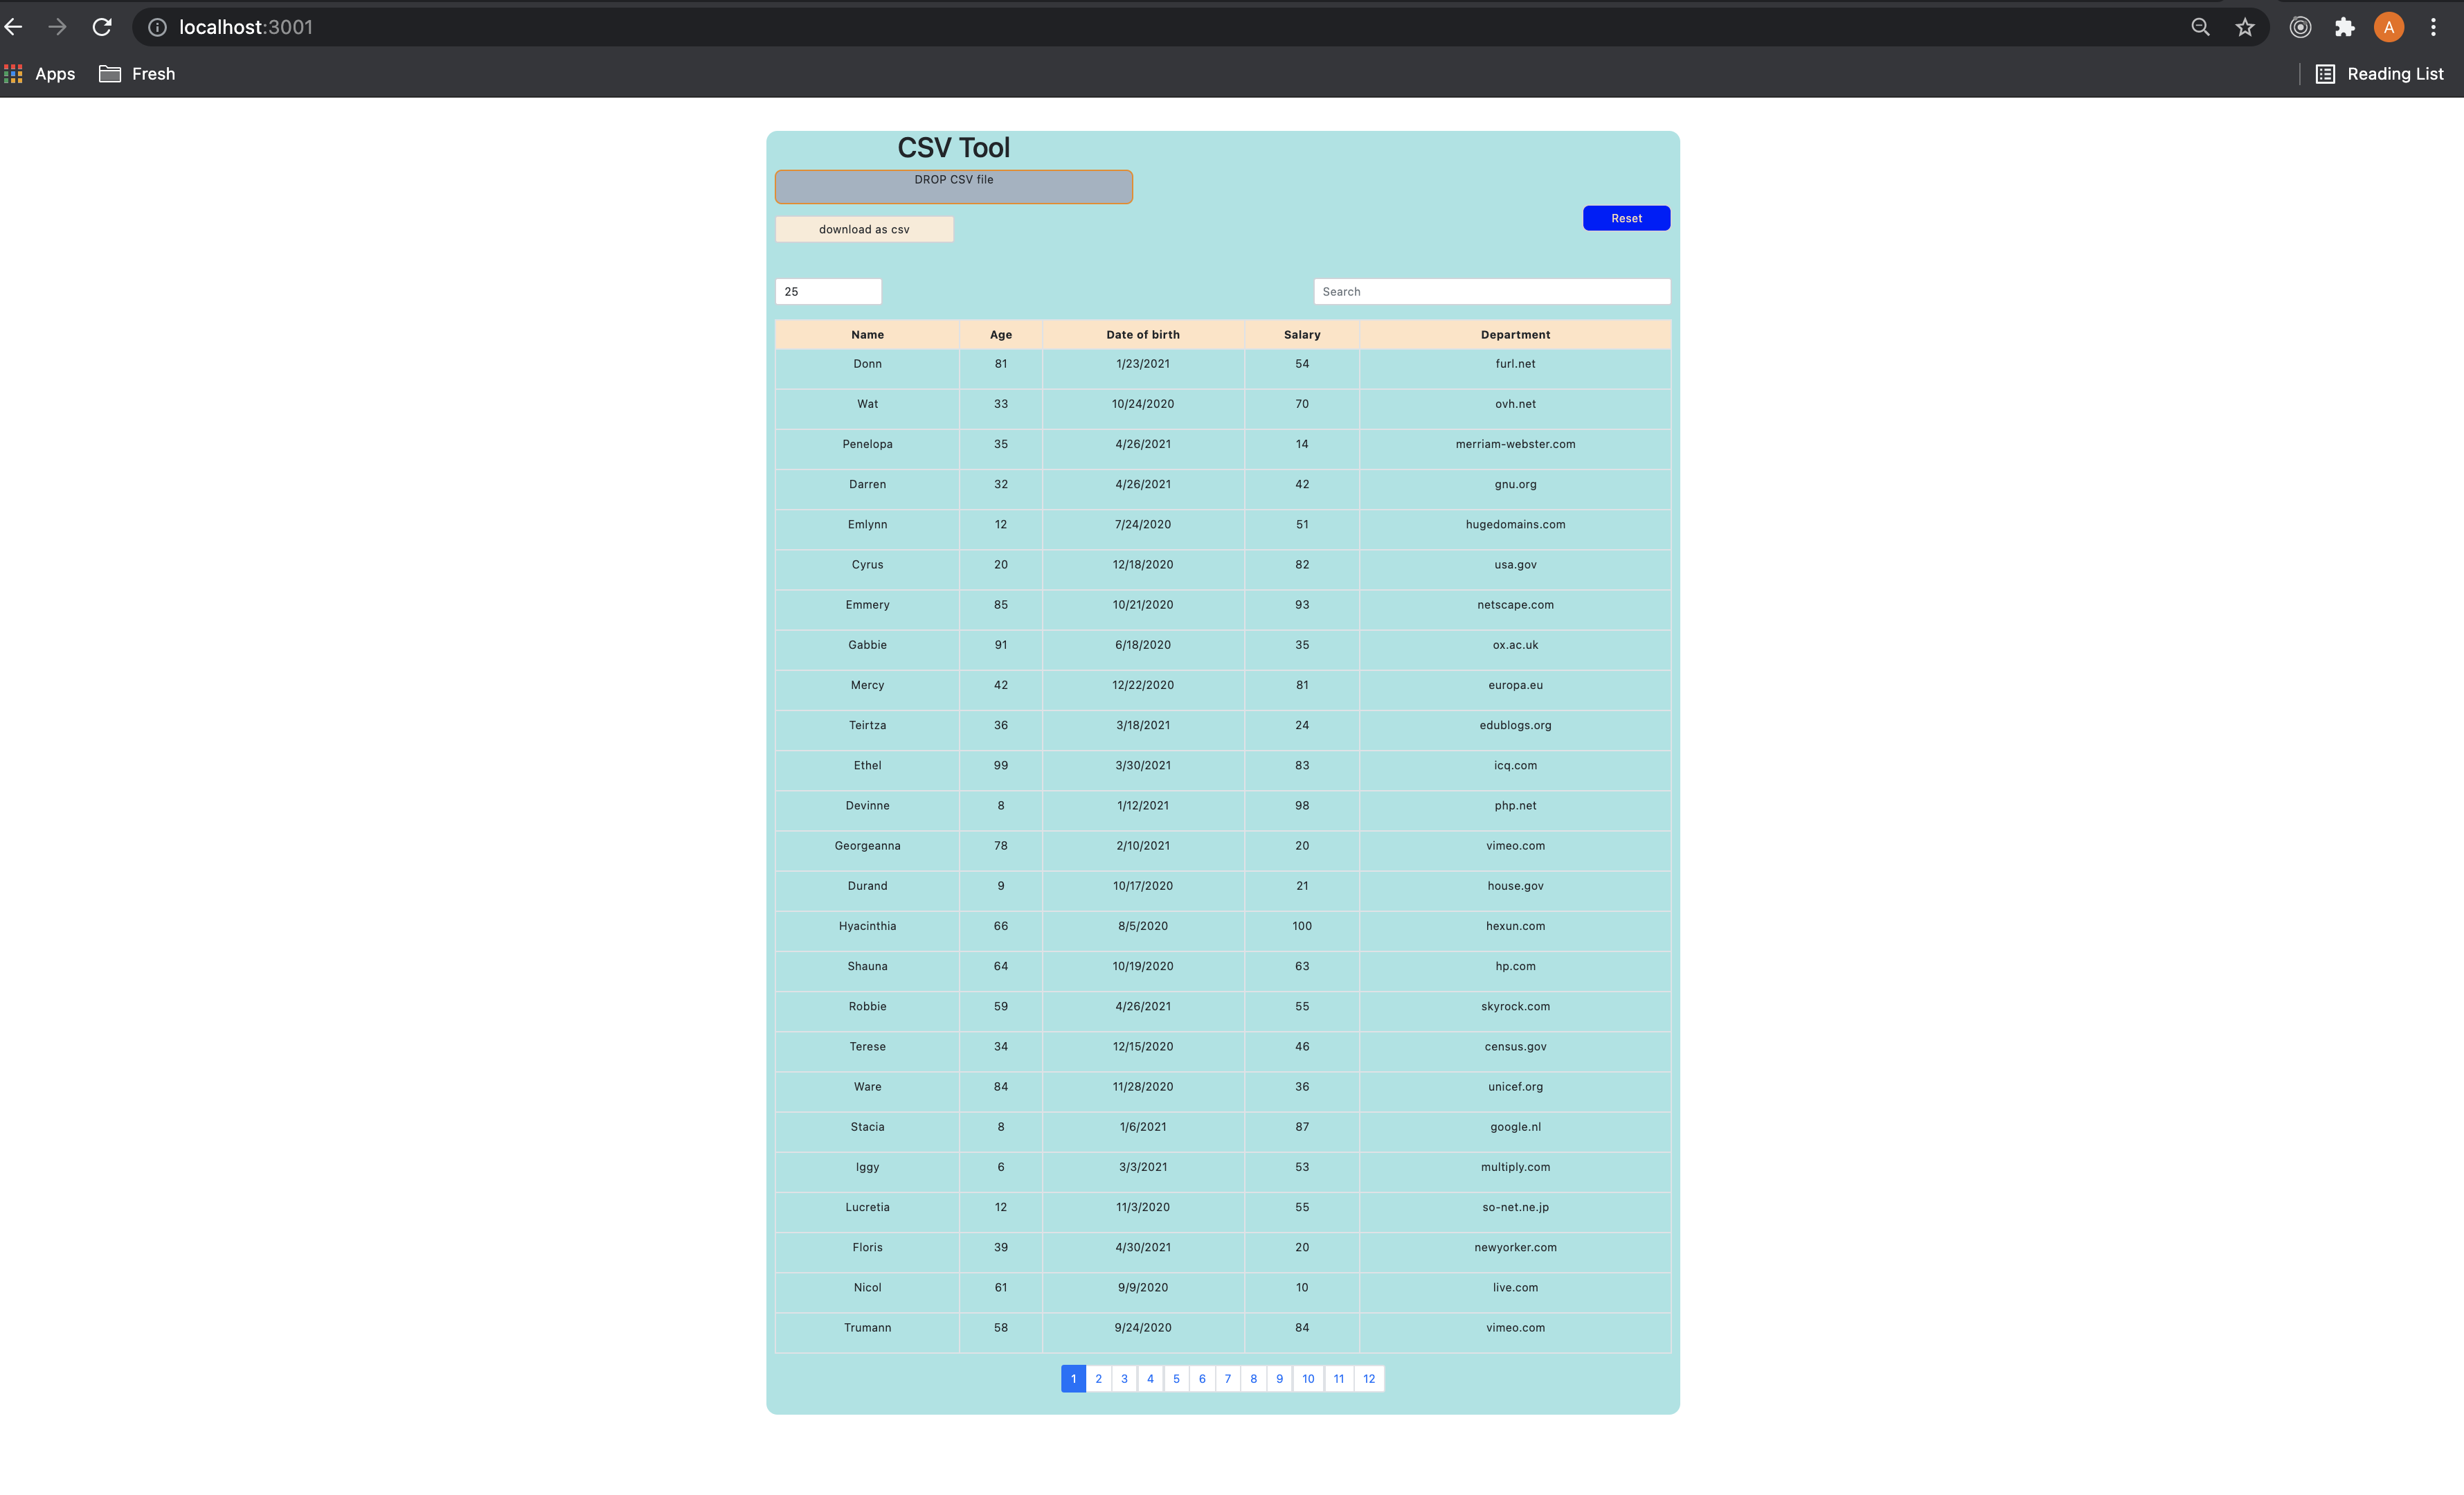 localhost:3001 A
Apps Fresh Reading List
CSV Tool
DROP CSV file
Reset
download as csv
25 Search
Name Age Date of birth Salary Department
Donn 81 1/23/2021 54 furl.net
Wat 33 10/24/2020 70 ovh.net
Penelopa 35 4/26/2021 14 merriam-webster.com
Darren 32 4/26/2021 42 gnu.org
Emlynn 12 7/24/2020 51 hugedomains.com
Cyrus 20 12/18/2020 82 usa.gov
Emmery 85 10/21/2020 93 netscape.com
Gabbie 91 6/18/2020 35 ox.ac.uk
Mercy 42 12/22/2020 81 europa.eu
Teirtza 36 3/18/2021 24 edublogs.org
Ethel 99 3/30/2021 83 icq.com
Devinne 8 1/12/2021 98 php.net
Georgeanna 78 2/10/2021 20 vimeo.com
Durand 9 10/17/2020 21 house.gov
Hyacinthia 66 8/5/2020 100 hexun.com
Shauna 64 10/19/2020 63 hp.com
Robbie 59 4/26/2021 55 skyrock.com
Terese 34 12/15/2020 46 census.gov
Ware 84 11/28/2020 36 unicef.org
Stacia 8 1/6/2021 87 google.nl
Iggy 6 3/3/2021 53 multiply.com
Lucretia 12 11/3/2020 55 so-net.ne.jp
Floris 39 4/30/2021 20 newyorker.com
Nicol 61 9/9/2020 10 live.com
Trumann 58 9/24/2020 84 vimeo.com
1 2 3 4 5 6 7 8 9 10 11 12